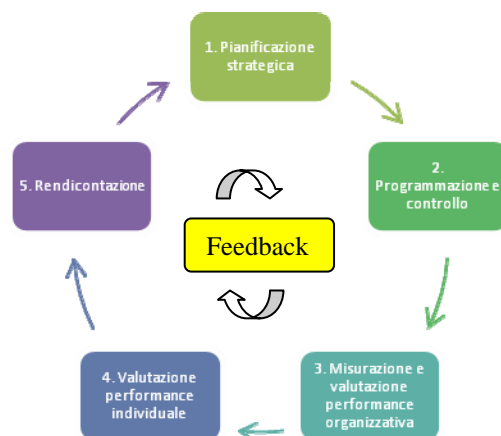 1. Pianificazione
strategica
2.
Programmazione e
controllo
3. Misurazione e
valutazione
performance
organizzativa
4. Valutazione
performance
individuale
5. Rendicontazione
Feedback